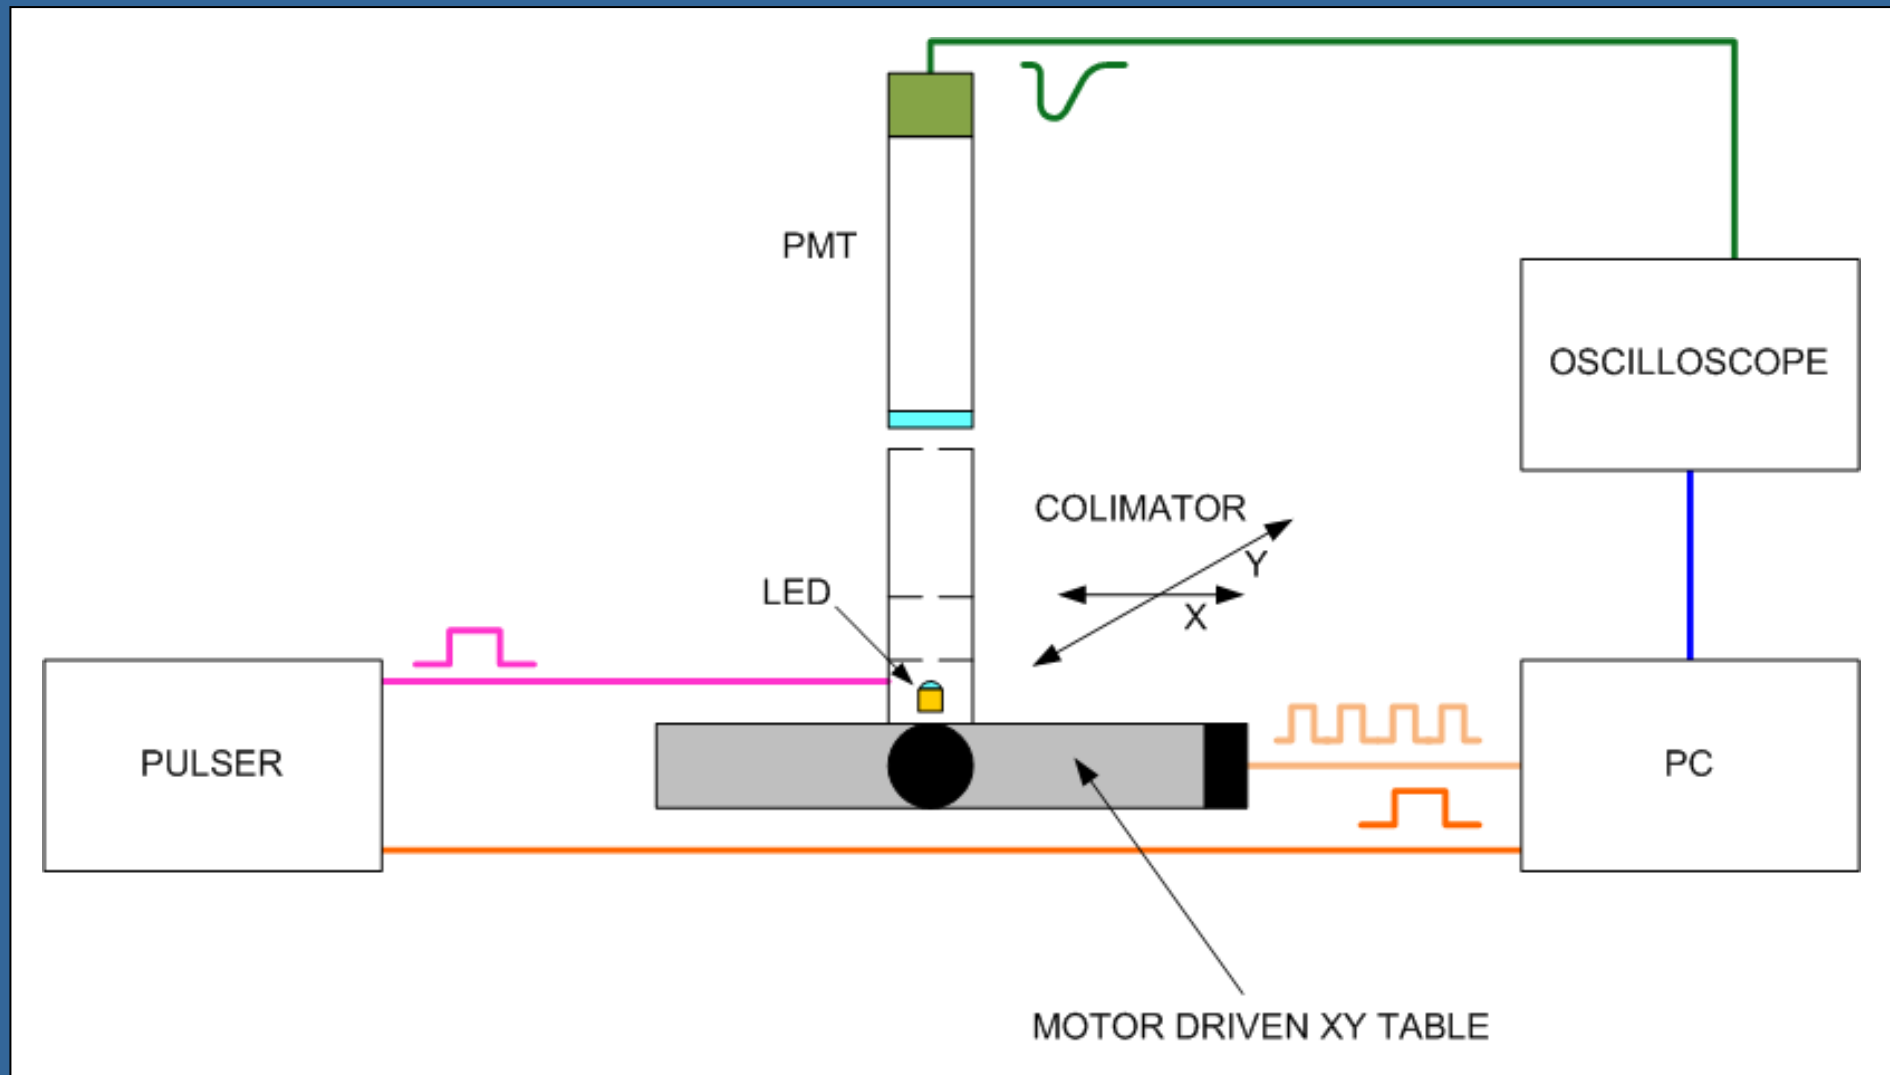 PMT
OSCILLOSCOPE
COLIMATOR
Y
X
LED
PULSER
PC
MOTOR DRIVEN XY TABLE